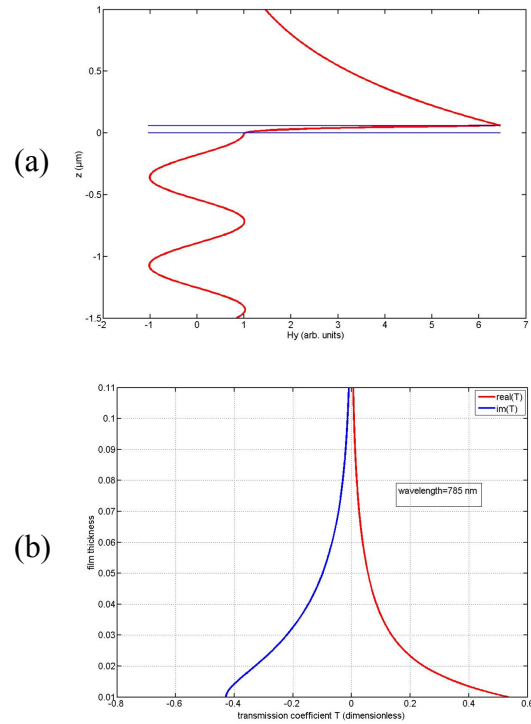 (a)
z (µm)
1
0.5
0
-0.5
-1
-1.5
-2 -1 0 1 2 3 4 5 6 7
Hy (arb. units)
(b)
film thickness
0.11
0.1
0.09
0.08
0.07
0.06
0.05
0.04
0.03
0.02
0.01
real(T)
im(T)
wavelength=785 nm
-0.8 -0.6 -0.4 -0.2 0 0.2 0.4 0.6
transmission coefficient T (dimensionless)